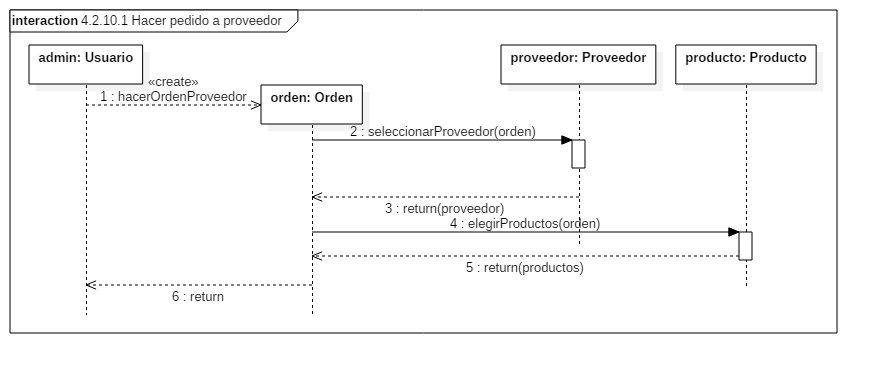 interaction 4.2.10.1 Hacer pedido a proveedor
admin: Usuario
proveedor: Proveedor
producto: Producto
«create»
1 : hacerOrdenProveedor
orden: Orden
2 : seleccionarProveedor(orden)
3 : return(proveedor)
4 : elegirProductos(orden)
5 : return(productos)
6 : return